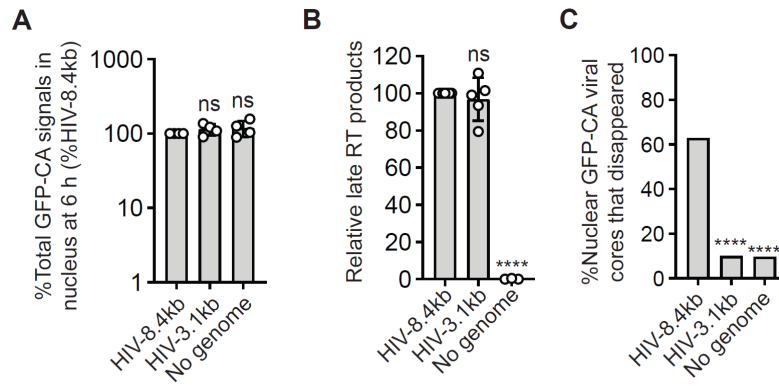 A
%Total GFP-CA signals in
nucleus at 6 h (%HIV-8.4kb)
1000
100
10
1
ns
ns
HIV-8.4kb
HIV-3.1kb
No genome
B
Relative late RT products
120
100
80
60
40
20
0
ns
****
HIV-8.4kb
HIV-3.1kb
No genome
C
%Nuclear GFP-CA viral
cores that disappeared
100
80
60
40
20
0
****
****
HIV-8.4kb
HIV-3.1kb
No genome